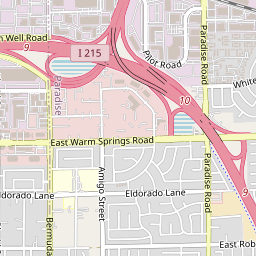 n Well Road
9
I 215
Pilot Road
Paradise Road
White
10
Paradise
East Warm Springs Road
Eldorado Lane
Eldorado Lane
Amigo Street
Paradise Road
9
Bermuda
East Rob